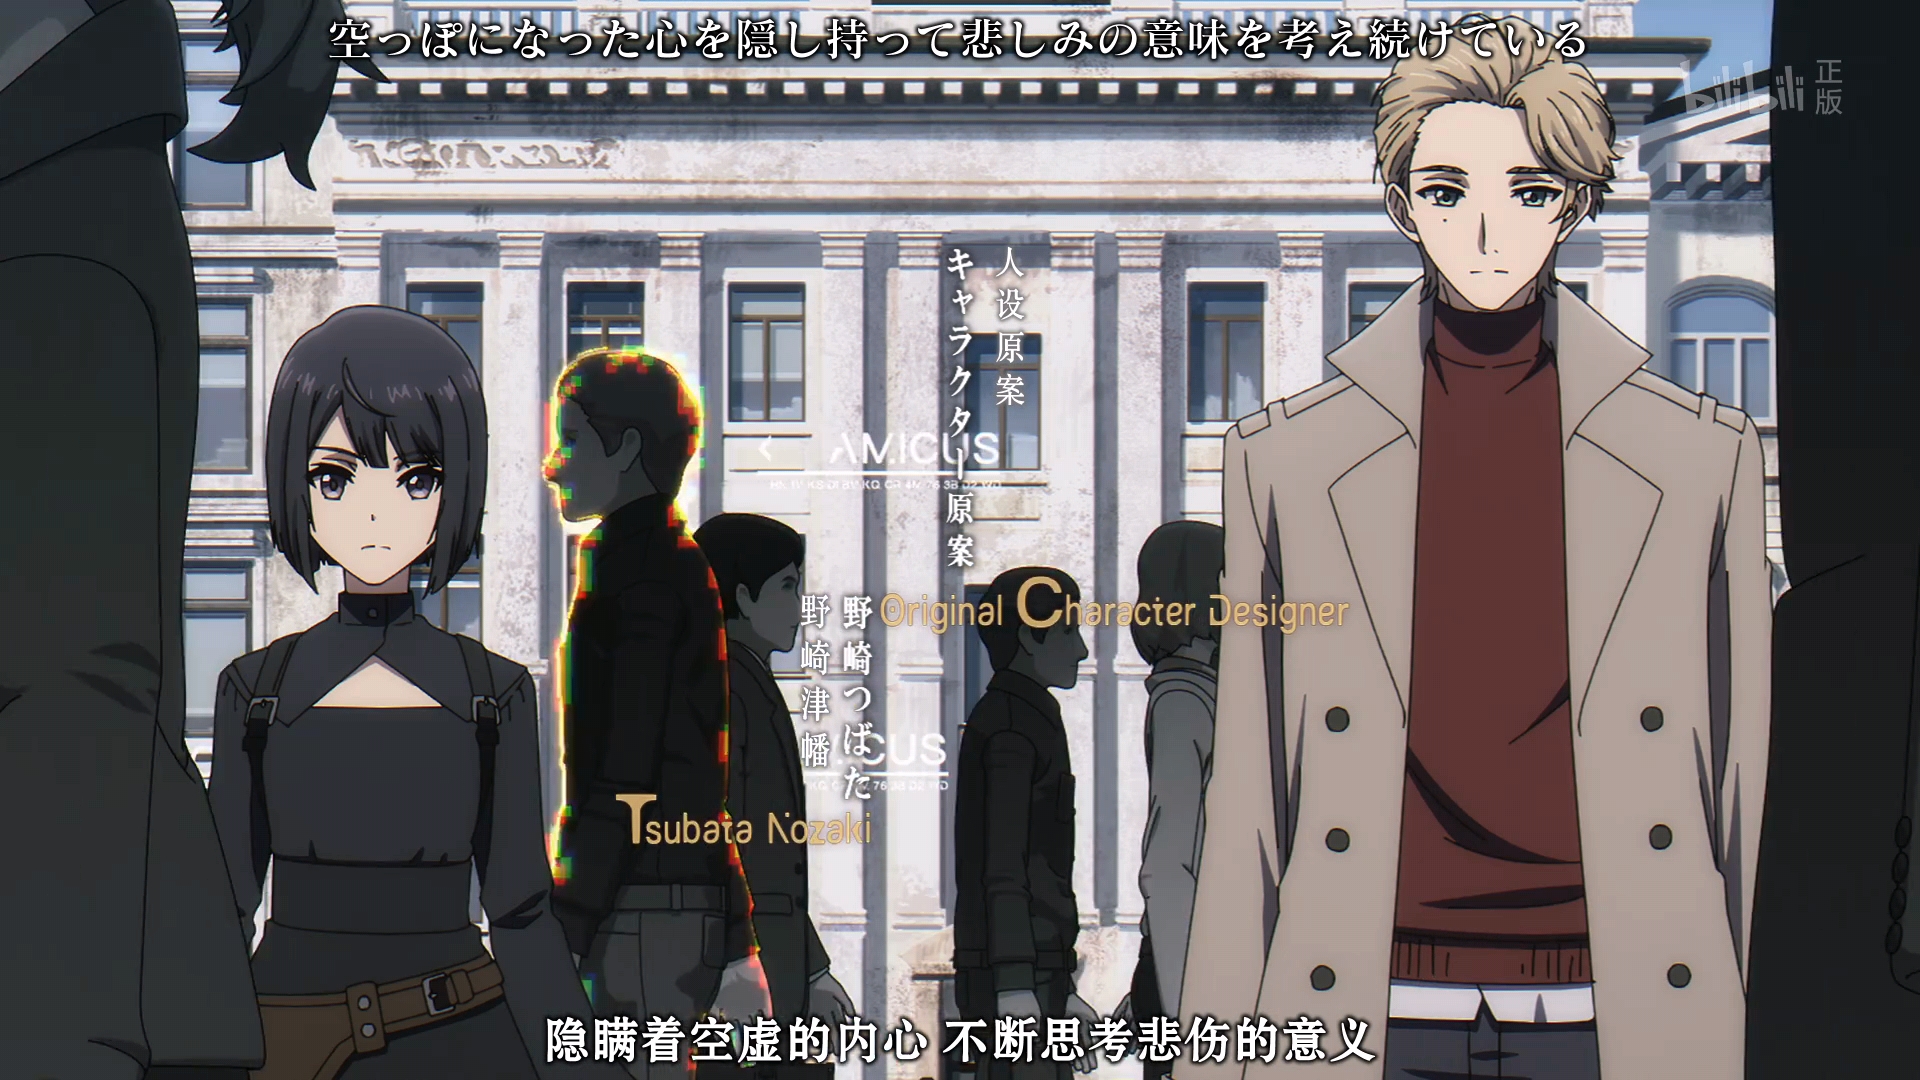 空っぽになった心を隠し持って悲しみの意味を考え続けている
bilibili 正版
人设原案
キャラクター原案
Original Character Designer
野崎つばた
野崎津幡
Tsubata Nozaki
AMICUS
CUS
隐瞒着空虚的内心 不断思考悲伤的意义